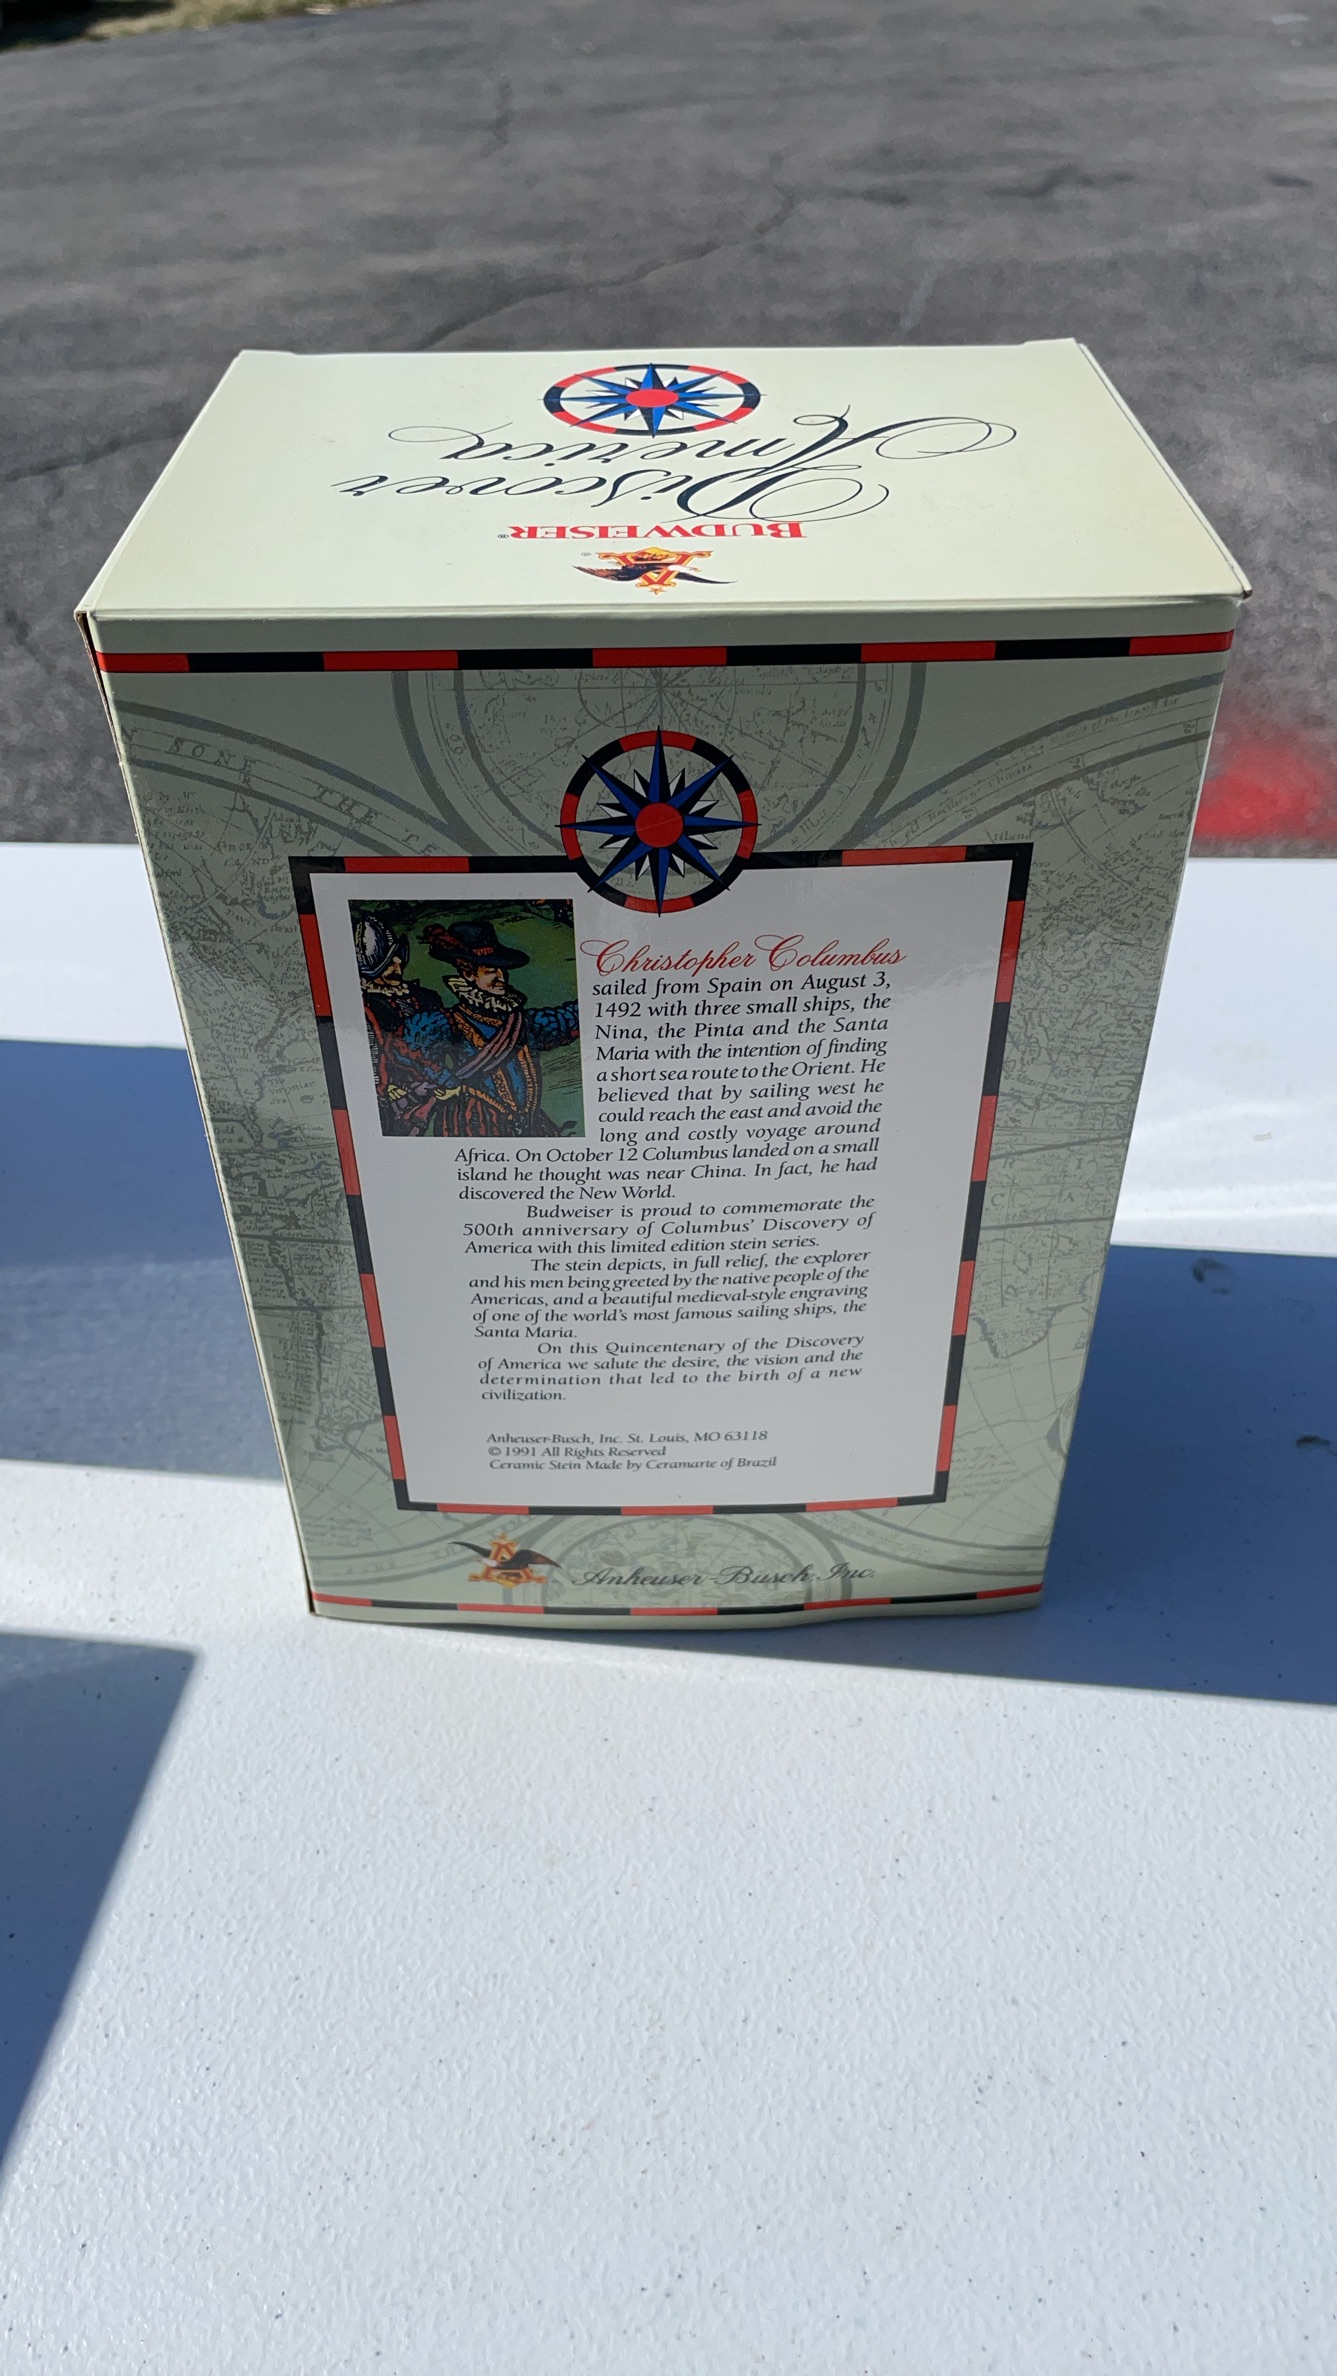 Discover
America
BUDWEISER®
Christopher Columbus
sailed from Spain on August 3,
1492 with three small ships, the
Nina, the Pinta and the Santa
Maria with the intention of finding
a short sea route to the Orient. He
believed that by sailing west he
could reach the east and avoid the
long and costly voyage around
Africa. On October 12 Columbus landed on a small
island he thought was near China. In fact, he had
discovered the New World.
Budweiser is proud to commemorate the
500th anniversary of Columbus' Discovery of
America with this limited edition stein series.
The stein depicts, in full relief, the explorer
and his men being greeted by the native people of the
Americas, and a beautiful medieval-style engraving
of one of the world's most famous sailing ships, the
Santa Maria.
On this Quincentenary of the Discovery
of America we salute the desire, the vision and the
determination that led to the birth of a new
civilization.
Anheuser-Busch, Inc. St. Louis, MO 63118
© 1991 All Rights Reserved
Ceramic Stein Made by Ceramarte of Brazil
Anheuser-Busch, Inc.